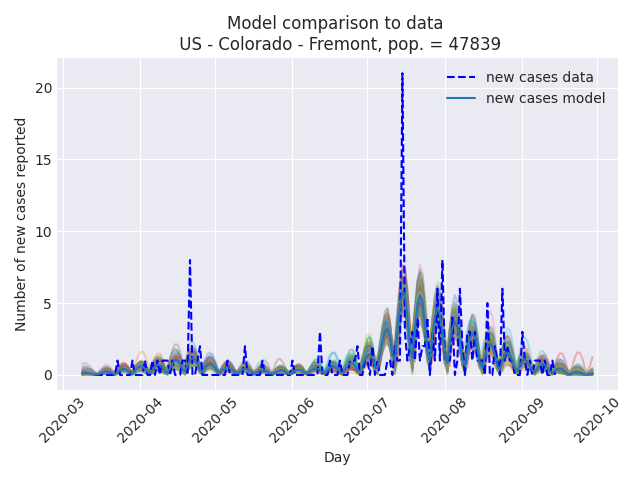 Model comparison to data
US - Colorado - Fremont, pop. = 47839
new cases data
new cases model
Number of new cases reported
20
15
10
5
0
2020-03
2020-04
2020-05
2020-06
2020-07
2020-08
2020-09
2020-10
Day